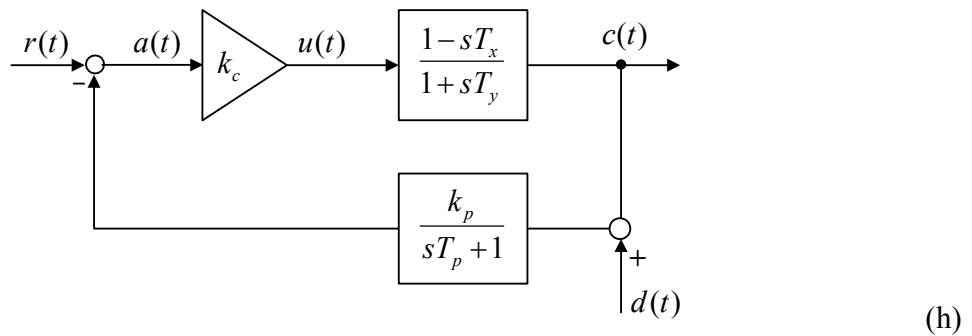 r(t)
a(t)
k_c
u(t)
1 − sT_x
1 + sT_y
c(t)
−
k_p
sT_p + 1
+
d(t)
(h)